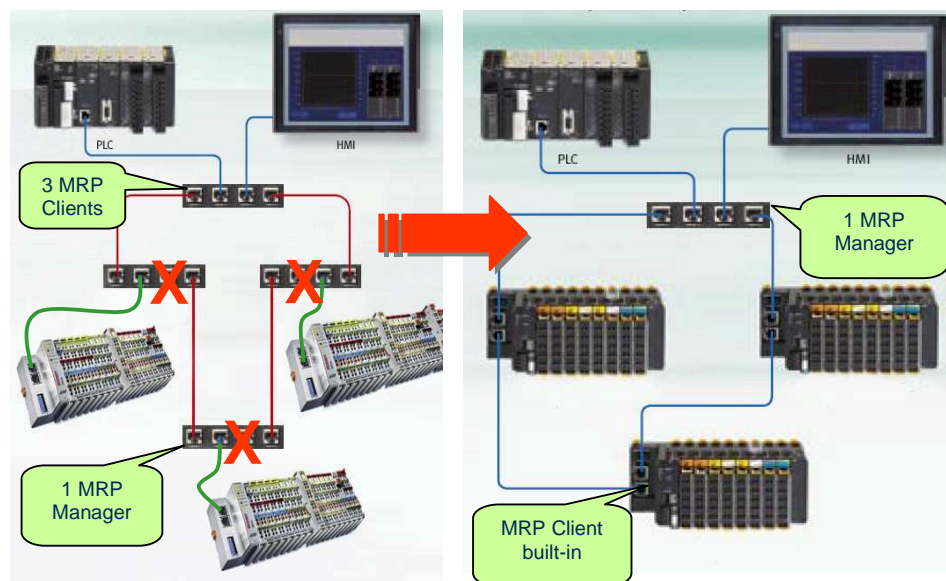 PLC
HMI
3 MRP
Clients
X
X
X
1 MRP
Manager
PLC
HMI
1 MRP
Manager
MRP Client
built-in